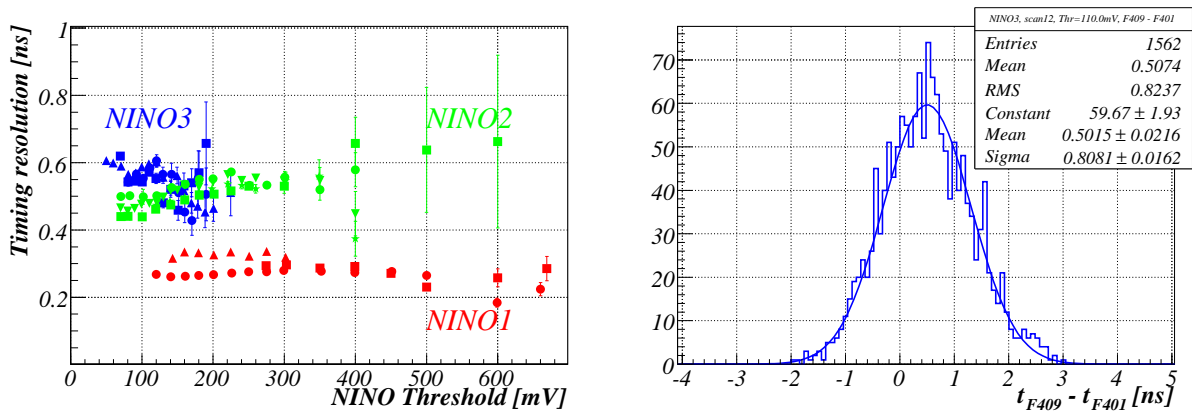 Timing resolution [ns]
1
0.8
0.6
0.4
0.2
NINO3
NINO2
NINO1
0 100 200 300 400 500 600
NINO Threshold [mV]
NINO3, scan12, Thr=110.0mV, F409 - F401
Entries 1562
Mean 0.5074
RMS 0.8237
Constant 59.67 ± 1.93
Mean 0.5015 ± 0.0216
Sigma 0.8081 ± 0.0162
70
60
50
40
30
20
10
0
-4 -3 -2 -1 0 1 2 3 4 5
t F409 - t F401 [ns]